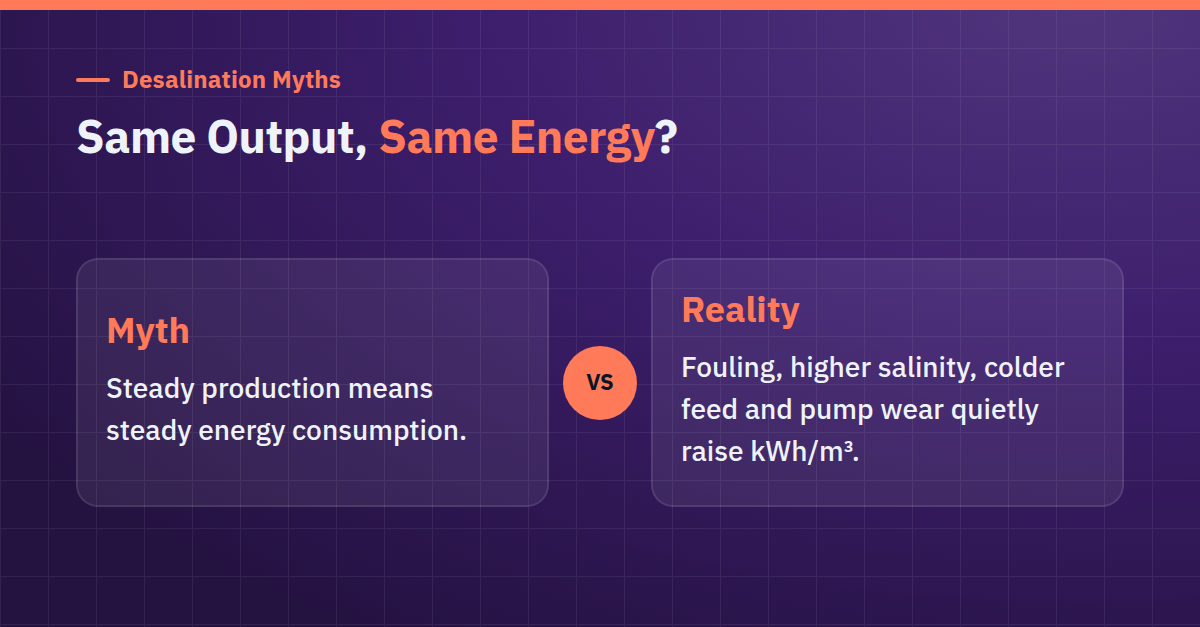 Desalination Myths
Same Output, Same Energy?
Myth
Steady production means
steady energy consumption.
VS
Reality
Fouling, higher salinity, colder
feed and pump wear quietly
raise kWh/m³.